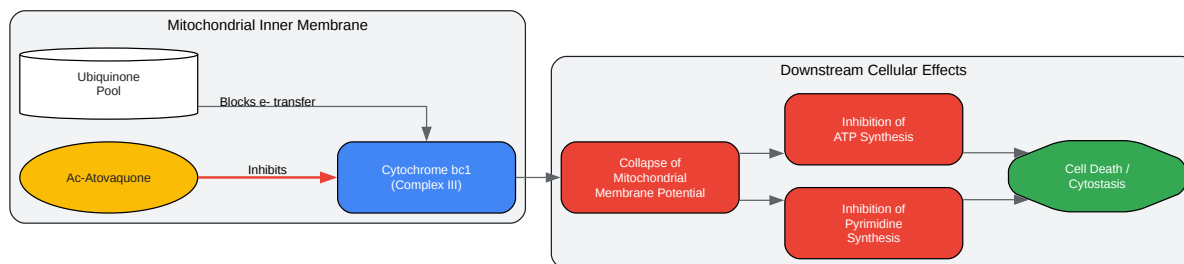 Mitochondrial Inner Membrane
Ubiquinone
Pool
Blocks e- transfer
Ac-Atovaquone
Inhibits
Cytochrome bc1
(Complex III)
Downstream Cellular Effects
Collapse of
Mitochondrial
Membrane Potential
Inhibition of
ATP Synthesis
Inhibition of
Pyrimidine
Synthesis
Cell Death /
Cytostasis